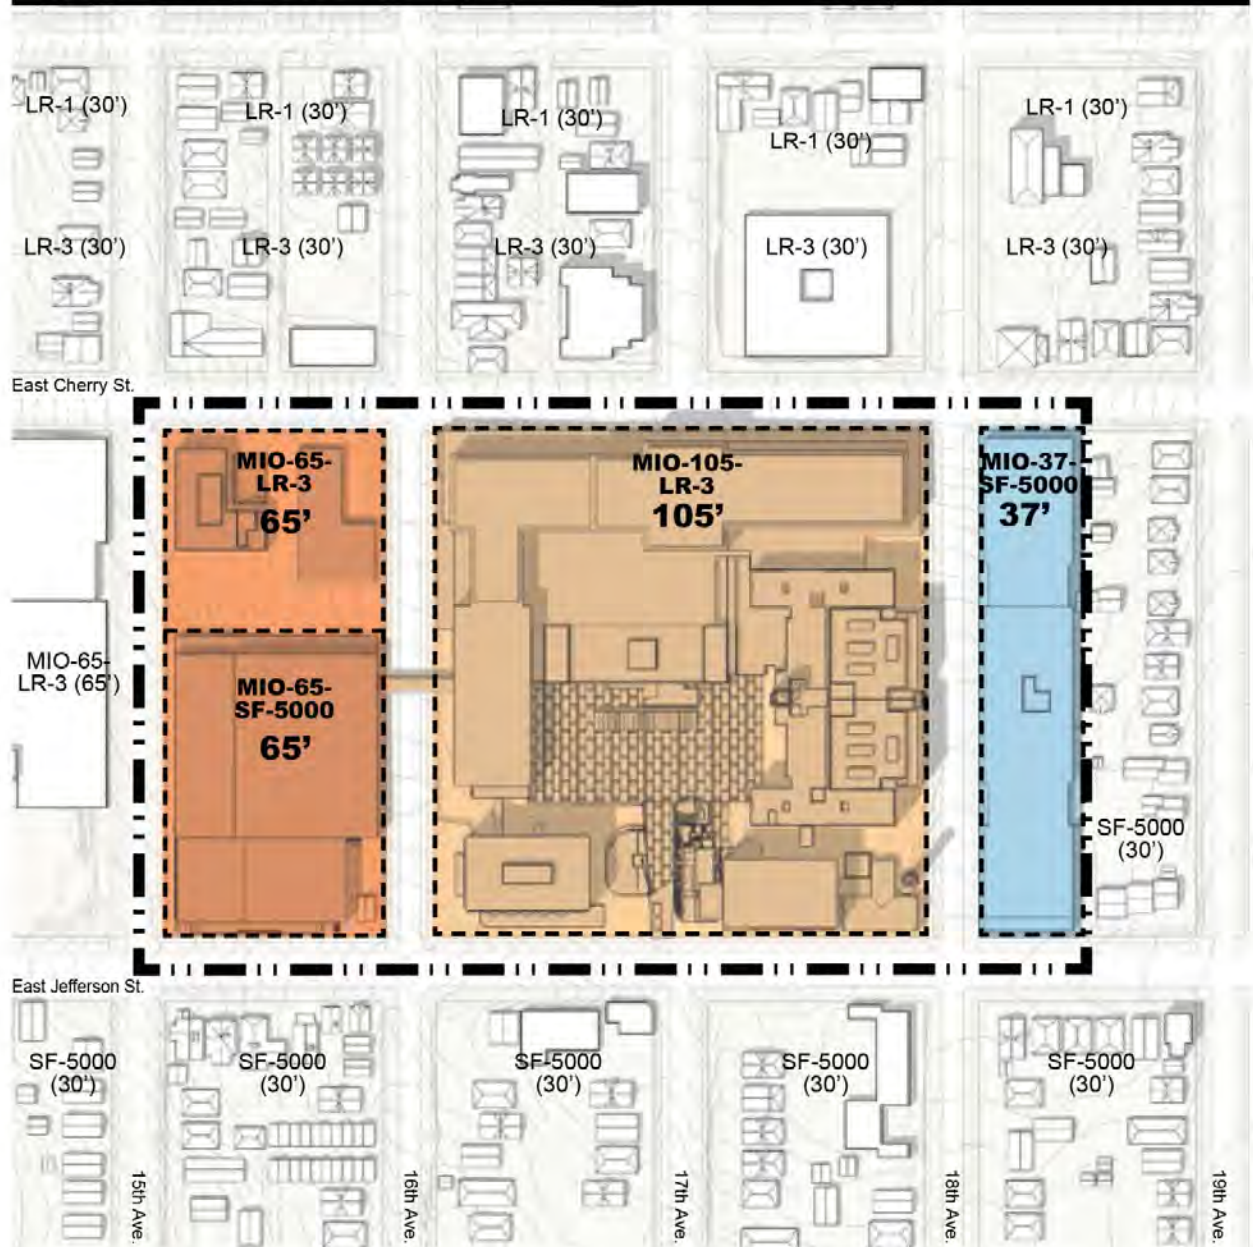 LR-1 (30')
LR-1 (30')
LR-1 (30')
LR-1 (30')
LR-1 (30')
LR-3 (30')
LR-3 (30')
LR-3 (30')
LR-3 (30')
LR-3 (30')
East Cherry St.
MIO-65-
LR-3
65'
MIO-105-
LR-3
105'
MIO-37-
SF-5000
37'
MIO-65-
LR-3 (65')
MIO-65-
SF-5000
65'
SF-5000
(30')
East Jefferson St.
SF-5000
(30')
SF-5000
(30')
SF-5000
(30')
SF-5000
(30')
SF-5000
(30')
15th Ave.
16th Ave.
17th Ave.
18th Ave.
19th Ave.